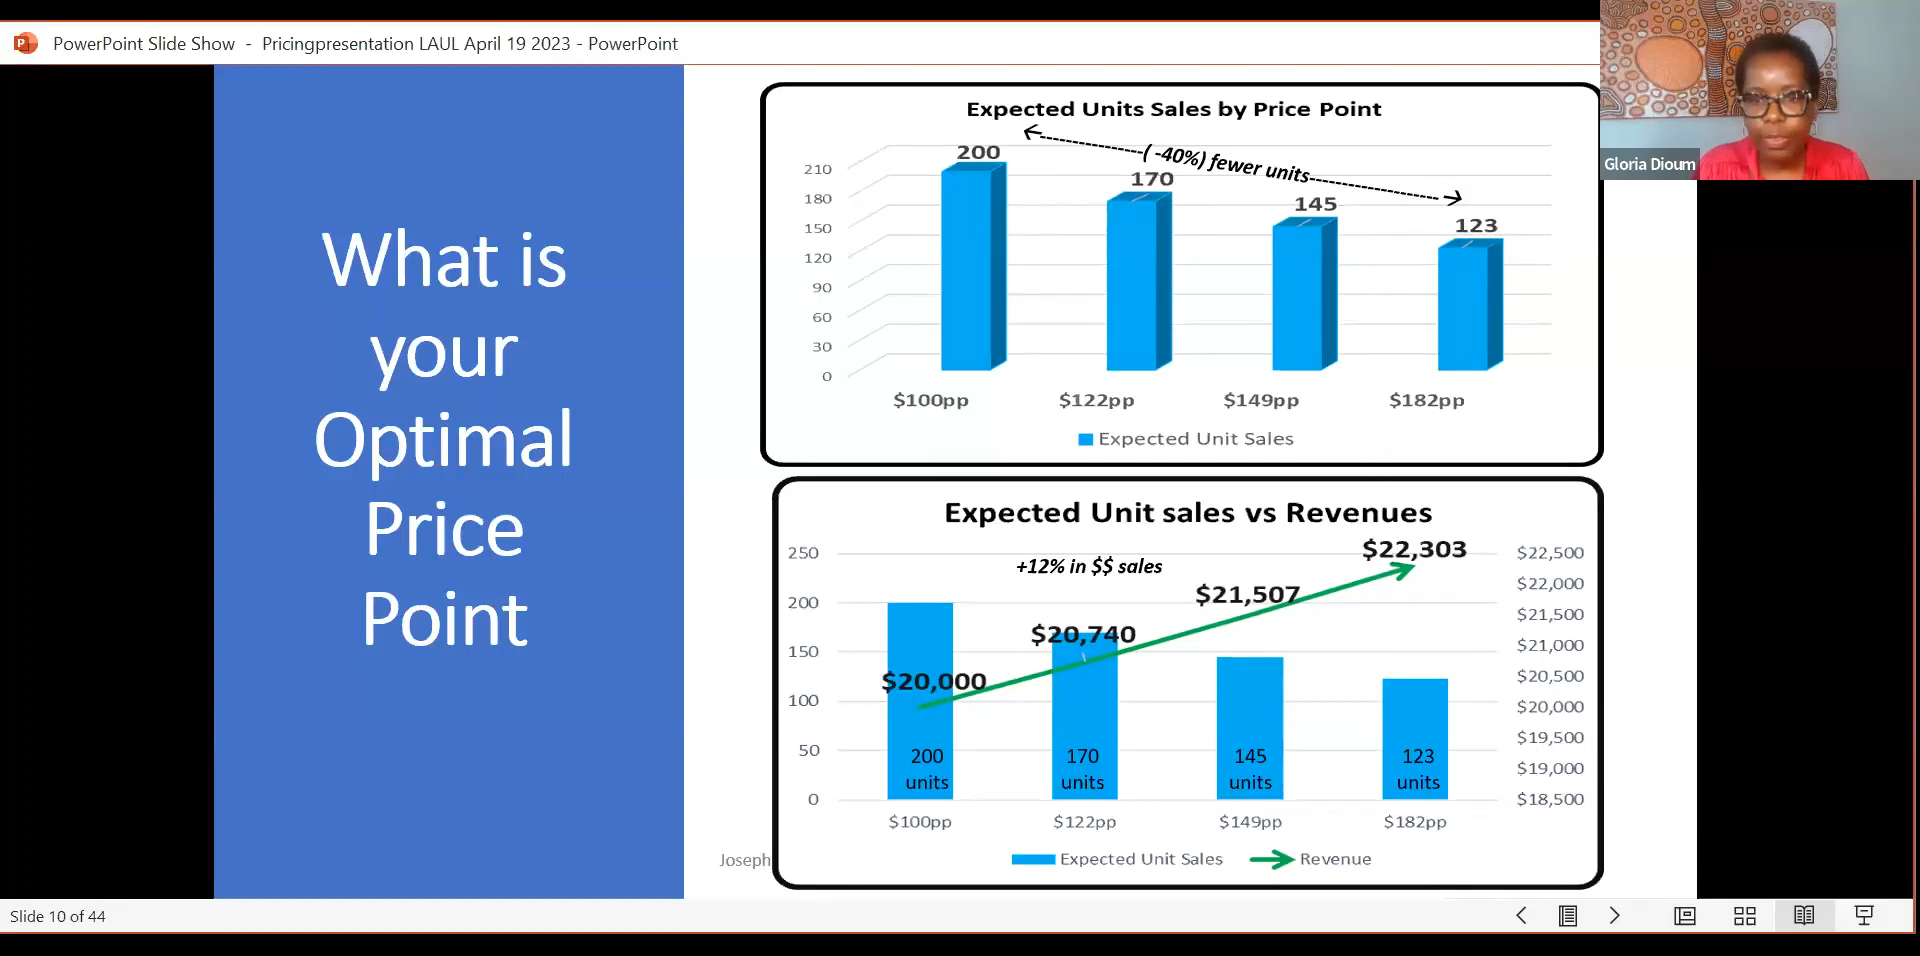 PowerPoint Slide Show - Pricingpresentation LAUL April 19 2023 - PowerPoint
Gloria Dioum
What is
your
Optimal
Price
Point
Expected Units Sales by Price Point
( -40%) fewer units
200
170
145
123
210
180
150
120
90
60
30
0
$100pp
$122pp
$149pp
$182pp
Expected Unit Sales
Expected Unit sales vs Revenues
+12% in $$ sales
$20,000
$20,740
$21,507
$22,303
250
200
150
100
50
0
$22,500
$22,000
$21,500
$21,000
$20,500
$20,000
$19,500
$19,000
$18,500
200
units
170
units
145
units
123
units
$100pp
$122pp
$149pp
$182pp
Expected Unit Sales
Revenue
Joseph
Slide 10 of 44